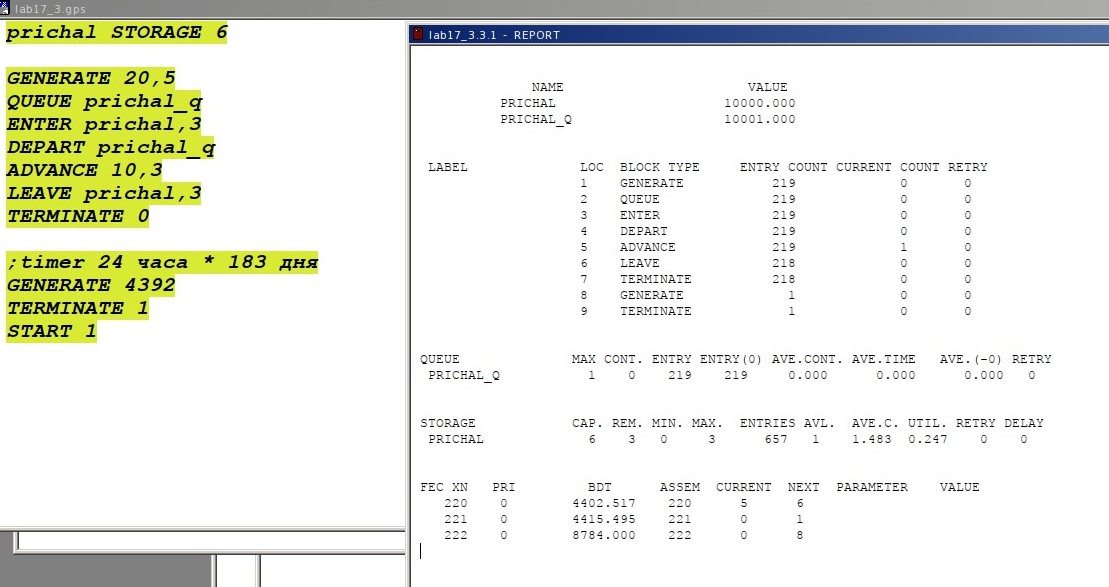 lab17_3.gps
prichal STORAGE 6
GENERATE 20,5
QUEUE prichal_q
ENTER prichal,3
DEPART prichal_q
ADVANCE 10,3
LEAVE prichal,3
TERMINATE 0
;timer 24 часа * 183 дня
GENERATE 4392
TERMINATE 1
START 1
lab17_3.3.1 - REPORT
NAME VALUE
PRICHAL 10000.000
PRICHAL_Q 10001.000
LABEL LOC BLOCK TYPE ENTRY COUNT CURRENT COUNT RETRY
1 GENERATE 219 0 0
2 QUEUE 219 0 0
3 ENTER 219 0 0
4 DEPART 219 0 0
5 ADVANCE 219 1 0
6 LEAVE 218 0 0
7 TERMINATE 218 0 0
8 GENERATE 1 0 0
9 TERMINATE 1 0 0
QUEUE MAX CONT. ENTRY ENTRY(0) AVE.CONT. AVE.TIME AVE.(-0) RETRY
PRICHAL_Q 1 0 219 219 0.000 0.000 0.000 0
STORAGE CAP. REM. MIN. MAX. ENTRIES AVL. AVE.C. UTIL. RETRY DELAY
PRICHAL 6 3 0 3 657 1 1.483 0.247 0 0
FEC XN PRI BDT ASSEM CURRENT NEXT PARAMETER VALUE
220 0 4402.517 220 5 6
221 0 4415.495 221 0 1
222 0 8784.000 222 0 8